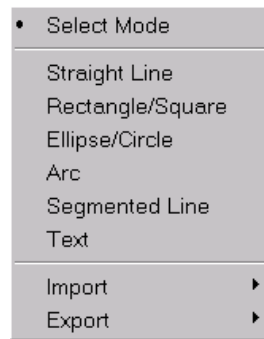 Select Mode
Straight Line
Rectangle/Square
Ellipse/Circle
Arc
Segmented Line
Text
Import
Export